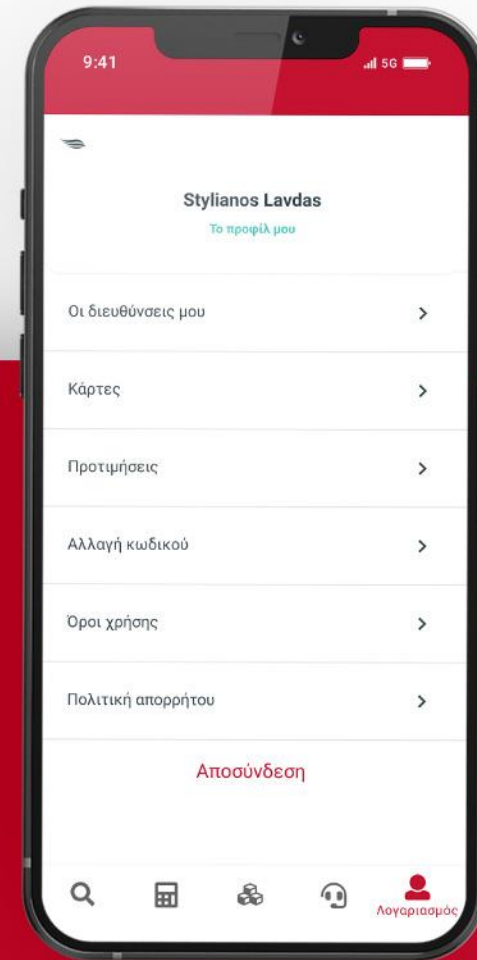 9:41
5G
Stylianos Lavdas
Το προφίλ μου
Οι διευθύνσεις μου
Κάρτες
Προτιμήσεις
Αλλαγή κωδικού
Όροι χρήσης
Πολιτική απορρήτου
Αποσύνδεση
Λογαριασμός